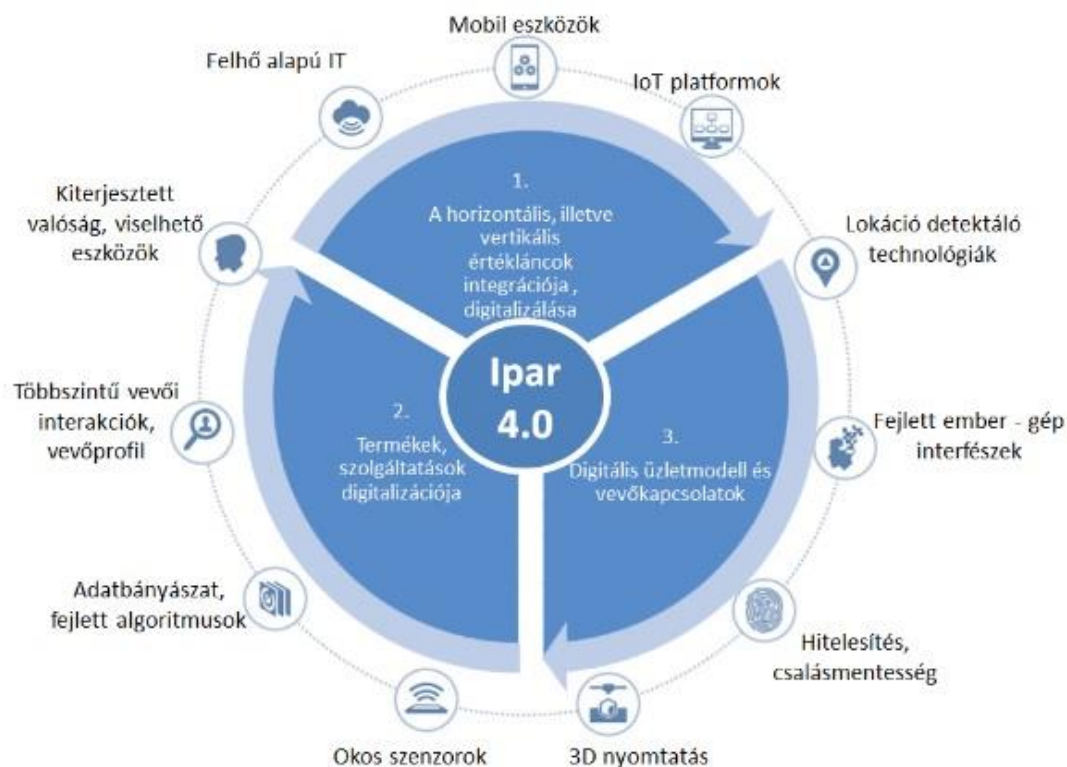 Mobil eszközök
Felhő alapú IT
IoT platformok
Kiterjesztett
valóság, viselhető
eszközök
Lokáció detektáló
technológiák
1.
A horizontális, illetve
vertikális
értékláncok
integrációja ,
digitalizálása
Ipar
4.0
Többszintű vevői
interakciók,
vevőprofil
2.
Termékek,
szolgáltatások
digitalizációja
3.
Digitális üzletmodell és
vevőkapcsolatok
Fejlett ember - gép
interfészek
Adatbányászat,
fejlett algoritmusok
Hitelesítés,
csalásmentesség
Okos szenzorok
3D nyomtatás